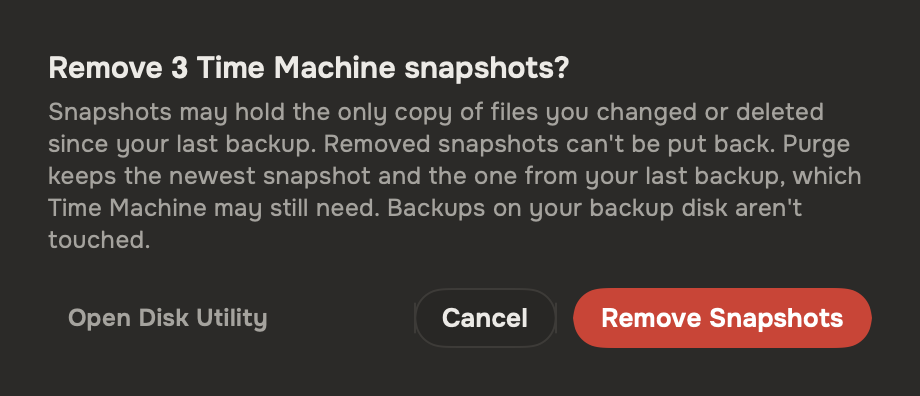 Remove 3 Time Machine snapshots?
Snapshots may hold the only copy of files you changed or deleted
since your last backup. Removed snapshots can't be put back. Purge
keeps the newest snapshot and the one from your last backup, which
Time Machine may still need. Backups on your backup disk aren't
touched.
Open Disk Utility
Cancel
Remove Snapshots